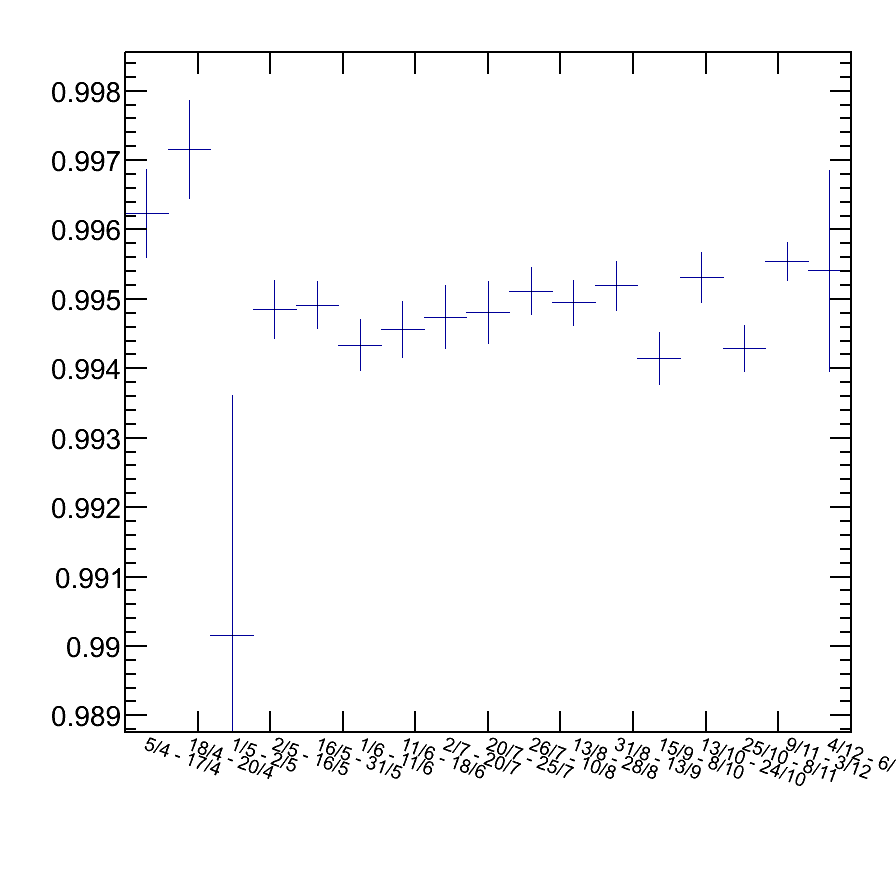 0.998
0.997
0.996
0.995
0.994
0.993
0.992
0.991
0.99
0.989
5/4 - 17/4
18/4 - 20/4
1/5 - 2/5
2/5 - 16/5
16/5 - 31/5
1/6 - 11/6
11/6 - 18/6
2/7 - 20/7
20/7 - 25/7
26/7 - 10/8
13/8 - 28/8
31/8 - 13/9
15/9 - 8/10
13/10 - 24/10
25/10 - 8/11
9/11 - 3/12
4/12 - 6/